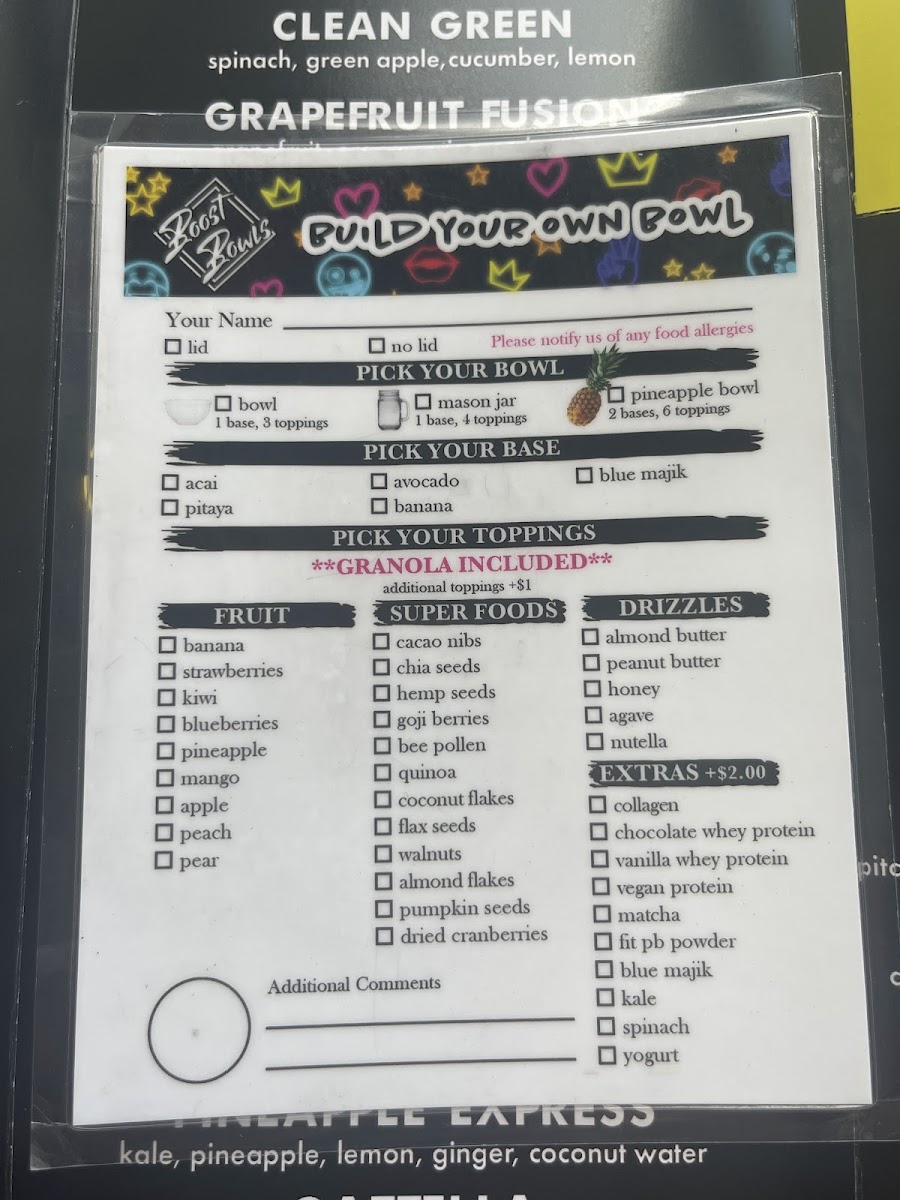 CLEAN GREEN
spinach, green apple, cucumber, lemon
GRAPEFRUIT FUSION
Boost
Bowls
BUILD YOUR OWN BOWL
Your Name
lid
no lid
Please notify us of any food allergies
PICK YOUR BOWL
bowl
1 base, 3 toppings
mason jar
1 base, 4 toppings
pineapple bowl
2 bases, 6 toppings
PICK YOUR BASE
acai
avocado
blue majik
pitaya
banana
PICK YOUR TOPPINGS
**GRANOLA INCLUDED**
additional toppings +$1
FRUIT
banana
strawberries
kiwi
blueberries
pineapple
mango
apple
peach
pear
SUPER FOODS
cacao nibs
chia seeds
hemp seeds
goji berries
bee pollen
quinoa
coconut flakes
flax seeds
walnuts
almond flakes
pumpkin seeds
dried cranberries
DRIZZLES
almond butter
peanut butter
honey
agave
nutella
EXTRAS +$2.00
collagen
chocolate whey protein
vanilla whey protein
vegan protein
matcha
fit pb powder
blue majik
kale
spinach
yogurt
Additional Comments
PINEAPPLE EXPRESS
kale, pineapple, lemon, ginger, coconut water